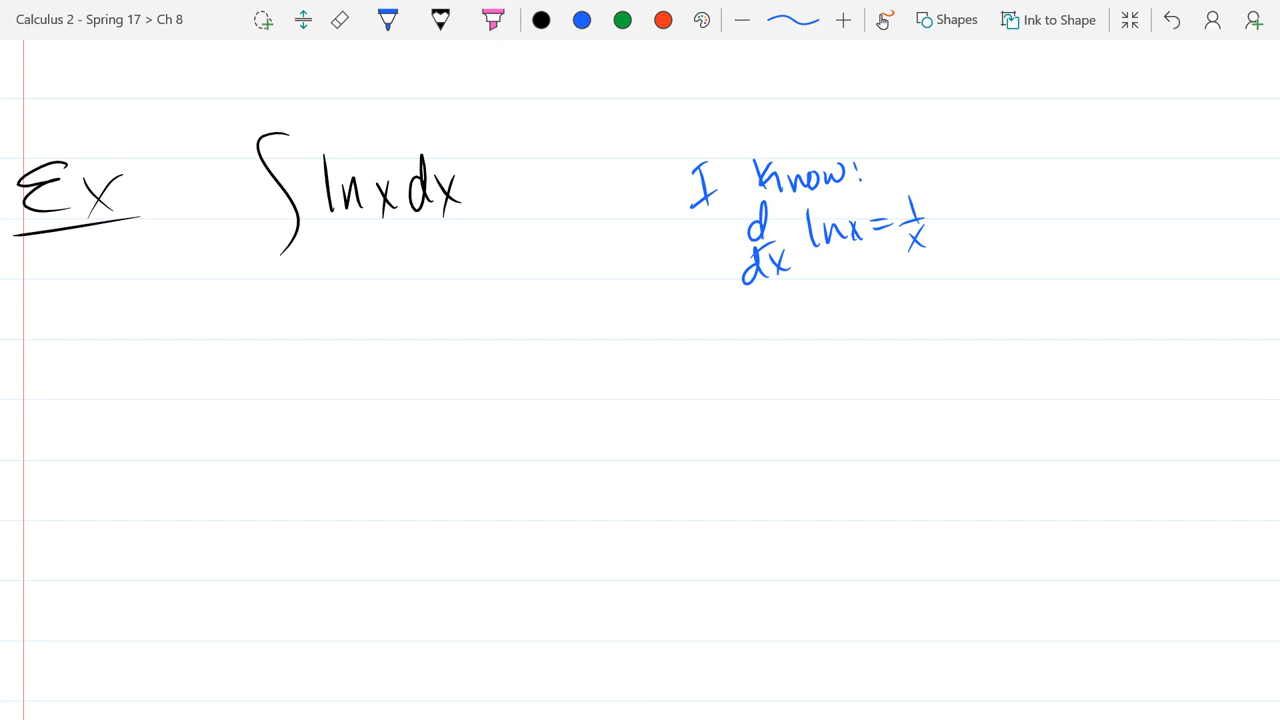 Calculus 2 - Spring 17 > Ch 8
Shapes
Ink to Shape
Ex ∫ ln x dx
I know:
d/dx ln x = 1/x